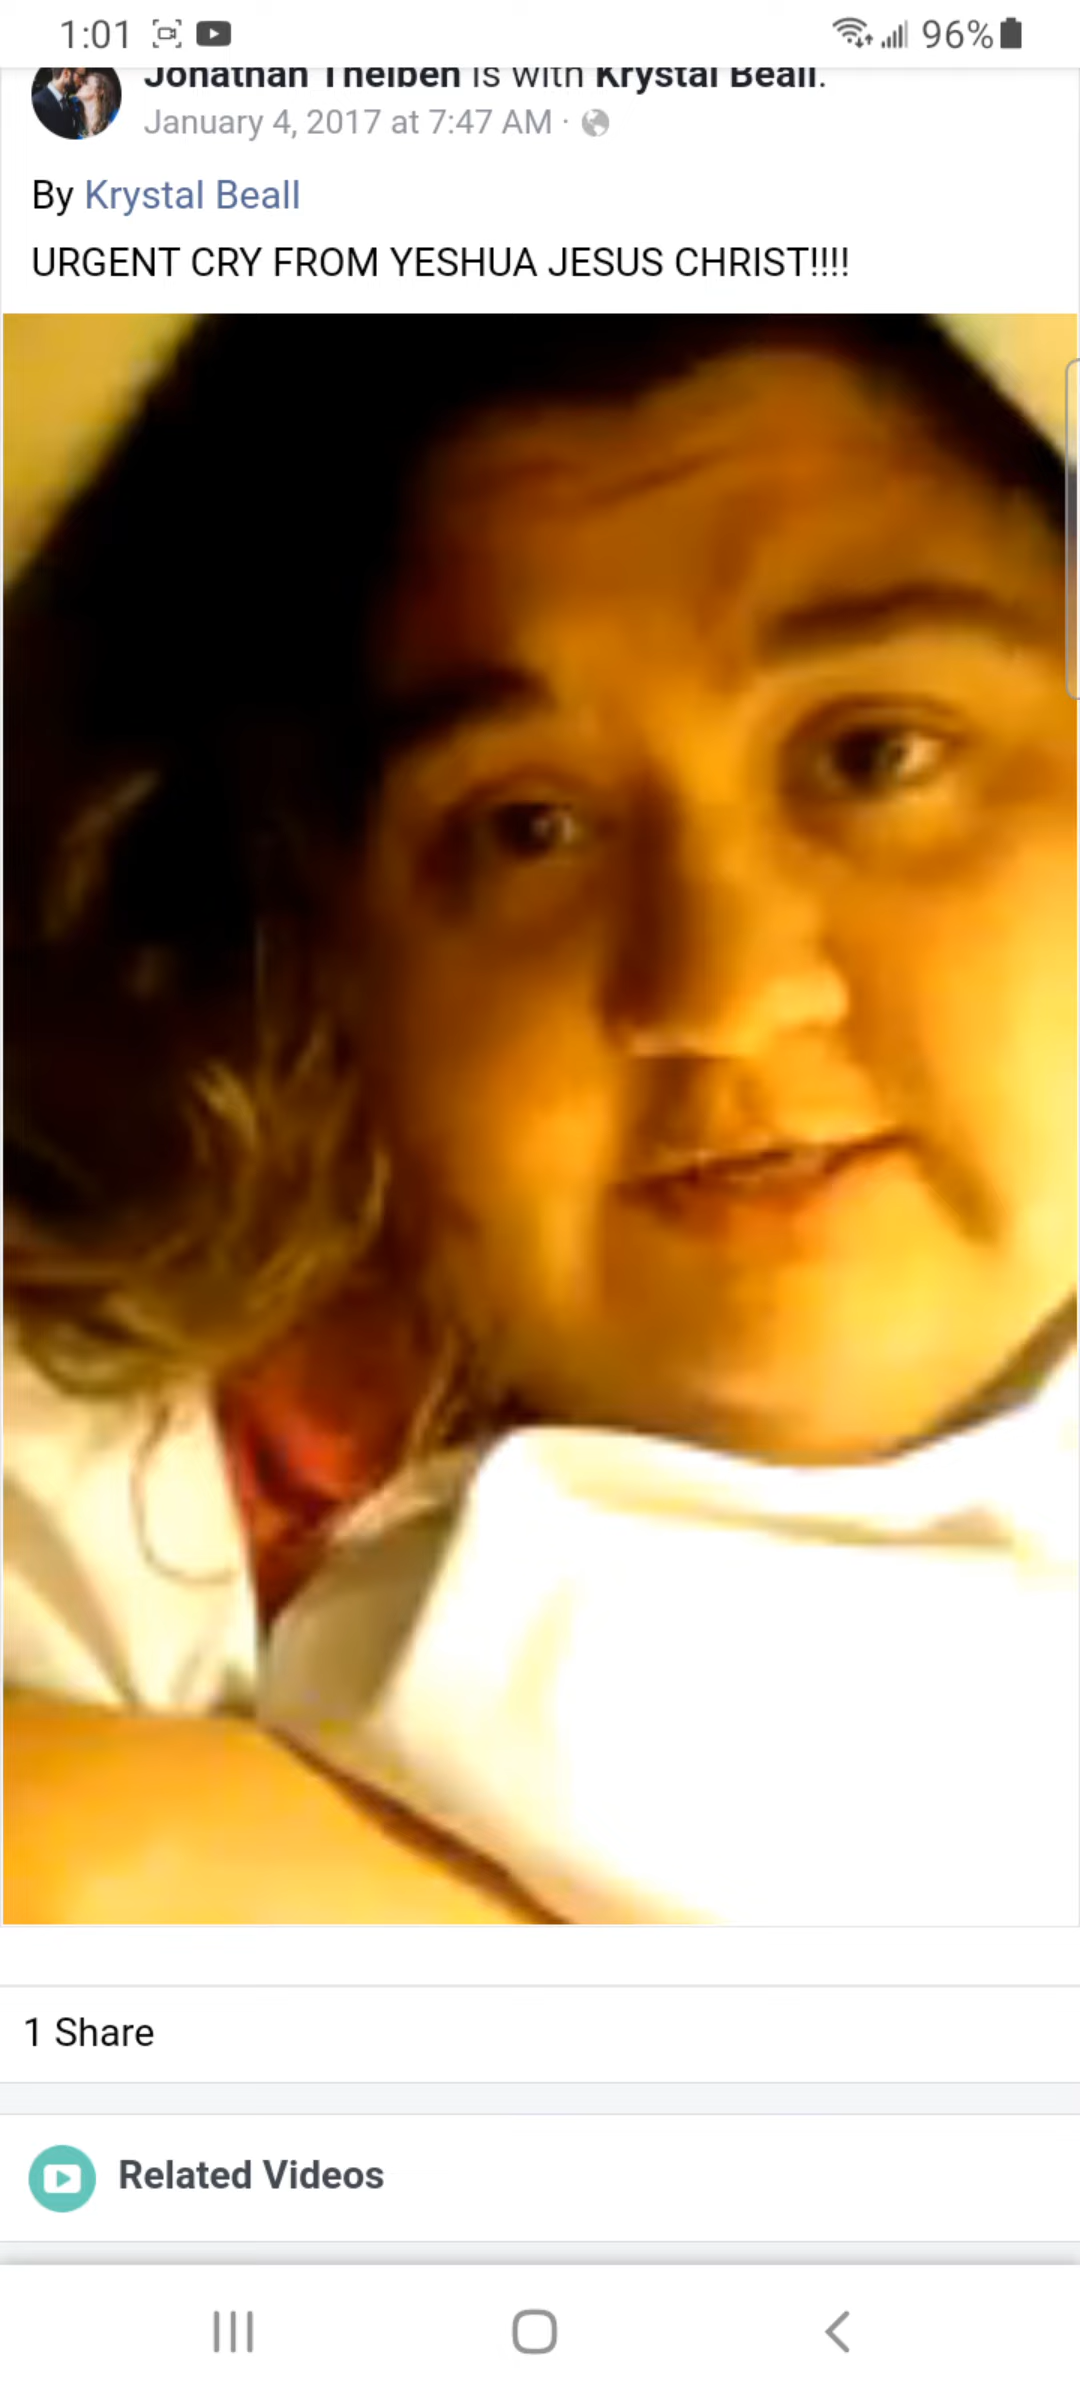 1:01 96%
Jonathan Theiben is with Krystal Beall.
January 4, 2017 at 7:47 AM ·
By Krystal Beall
URGENT CRY FROM YESHUA JESUS CHRIST!!!!
1 Share
Related Videos